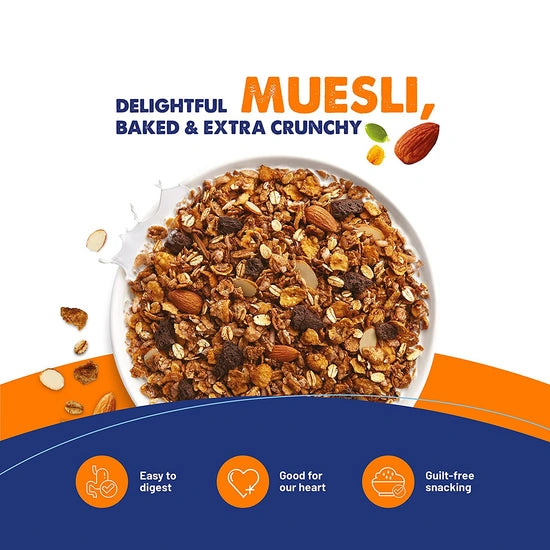 DELIGHTFUL MUESLI,
BAKED & EXTRA CRUNCHY
Easy to
digest
Good for
our heart
Guilt-free
snacking